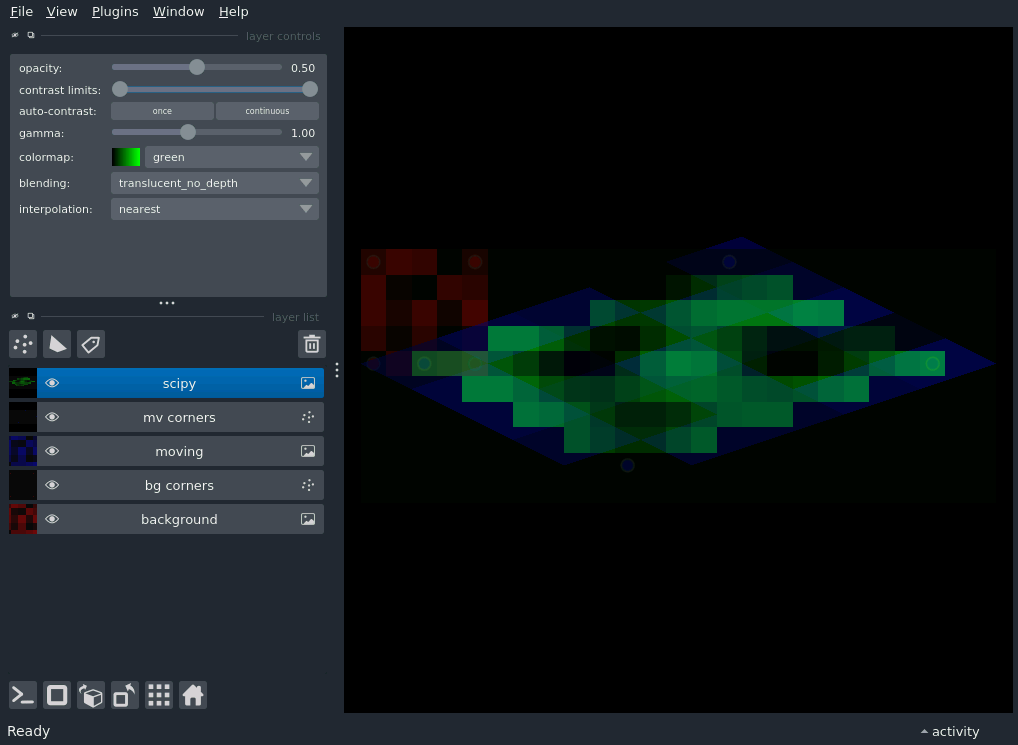 File View Plugins Window Help
layer controls
opacity: 0.50
contrast limits:
auto-contrast: once continuous
gamma: 1.00
colormap: green
blending: translucent_no_depth
interpolation: nearest
layer list
scipy
mv corners
moving
bg corners
background
Ready
activity